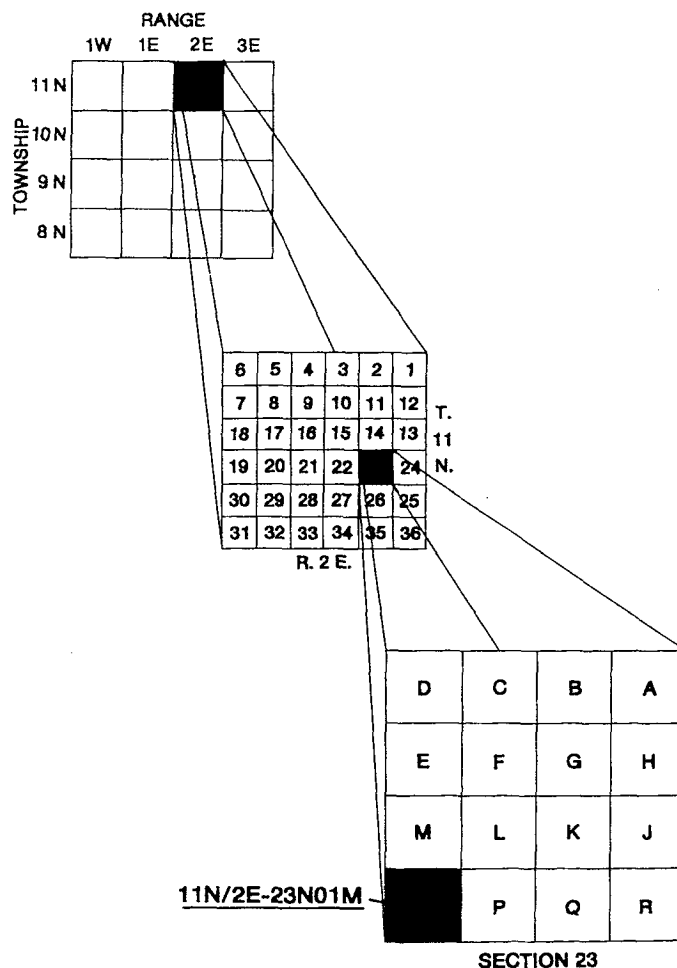 RANGE
1W 1E 2E 3E
TOWNSHIP
11N
10N
9N
8N
6 5 4 3 2 1
7 8 9 10 11 12
18 17 16 15 14 13
19 20 21 22 24
30 29 28 27 26 25
31 32 33 34 35 36
T.
11
N.
R. 2 E.
D C B A
E F G H
M L K J
P Q R
11N/2E-23N01M
SECTION 23